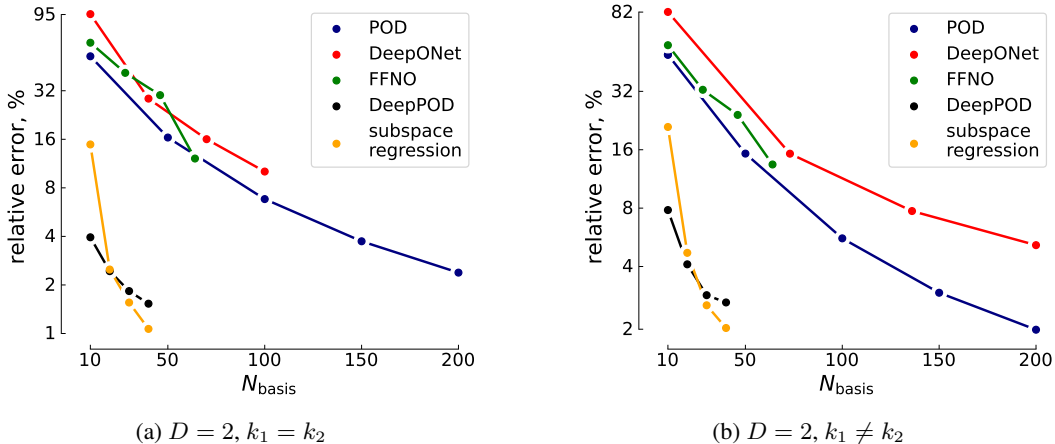 95
32
16
8
4
2
1
relative error, %
POD
DeepONet
FFNO
DeepPOD
subspace
regression
10 50 100 150 200
N_basis
(a) D = 2, k₁ = k₂
82
32
16
8
4
2
relative error, %
POD
DeepONet
FFNO
DeepPOD
subspace
regression
10 50 100 150 200
N_basis
(b) D = 2, k₁ ≠ k₂